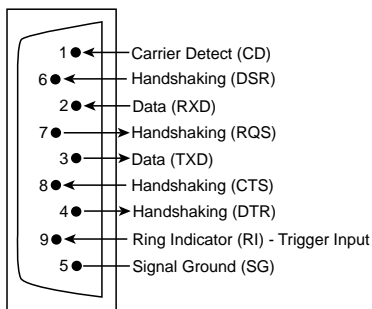 1 Carrier Detect (CD)
6 Handshaking (DSR)
2 Data (RXD)
7 Handshaking (RQS)
3 Data (TXD)
8 Handshaking (CTS)
4 Handshaking (DTR)
9 Ring Indicator (RI) - Trigger Input
5 Signal Ground (SG)